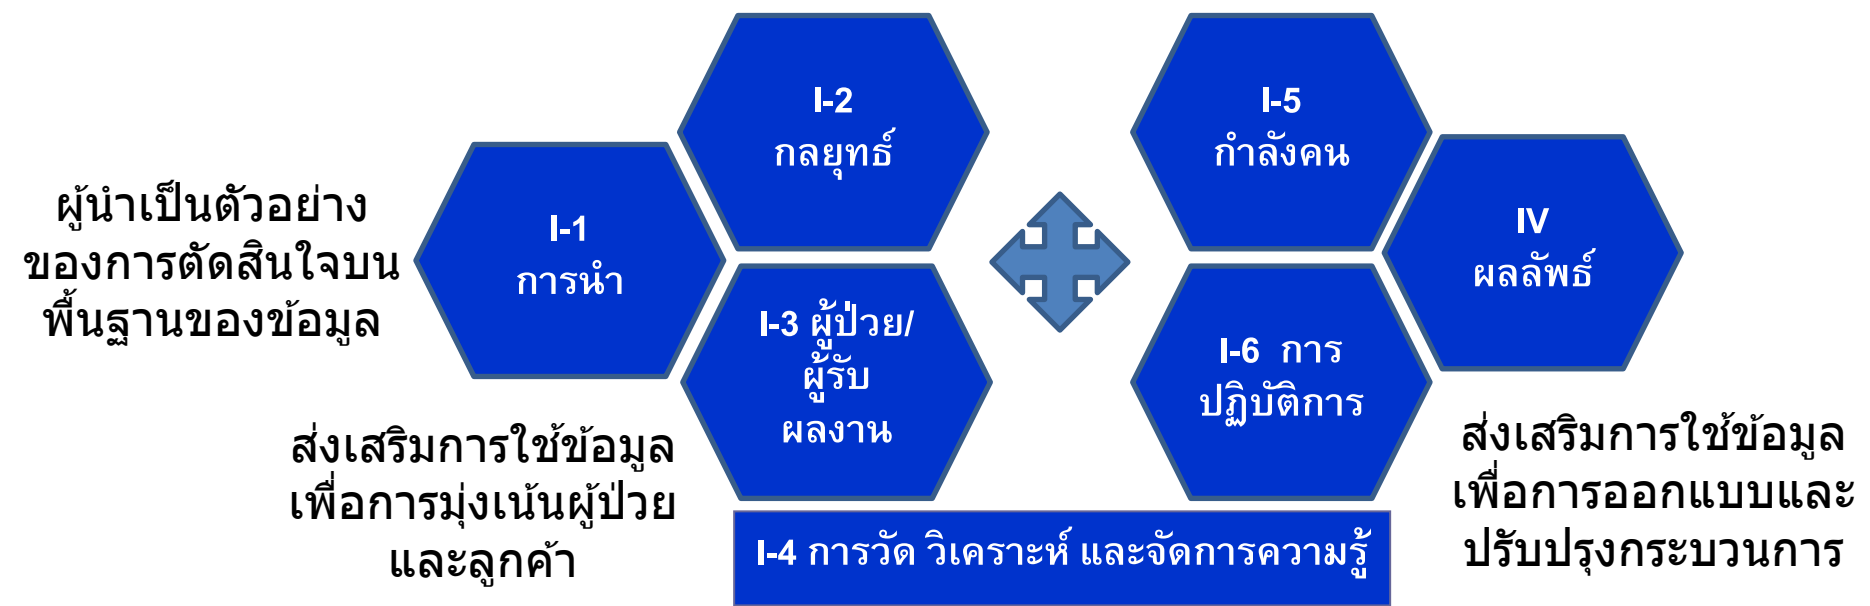 I-2
กลยุทธ์
I-5
กำลังคน
ผู้นำเป็นตัวอย่าง
ของการตัดสินใจบน
พื้นฐานของข้อมูล
I-1
การนำ
IV
ผลลัพธ์
I-3 ผู้ป่วย/
ผู้รับ
ผลงาน
I-6 การ
ปฏิบัติการ
ส่งเสริมการใช้ข้อมูล
เพื่อการมุ่งเน้นผู้ป่วย
และลูกค้า
ส่งเสริมการใช้ข้อมูล
เพื่อการออกแบบและ
ปรับปรุงกระบวนการ
I-4 การวัด วิเคราะห์ และจัดการความรู้